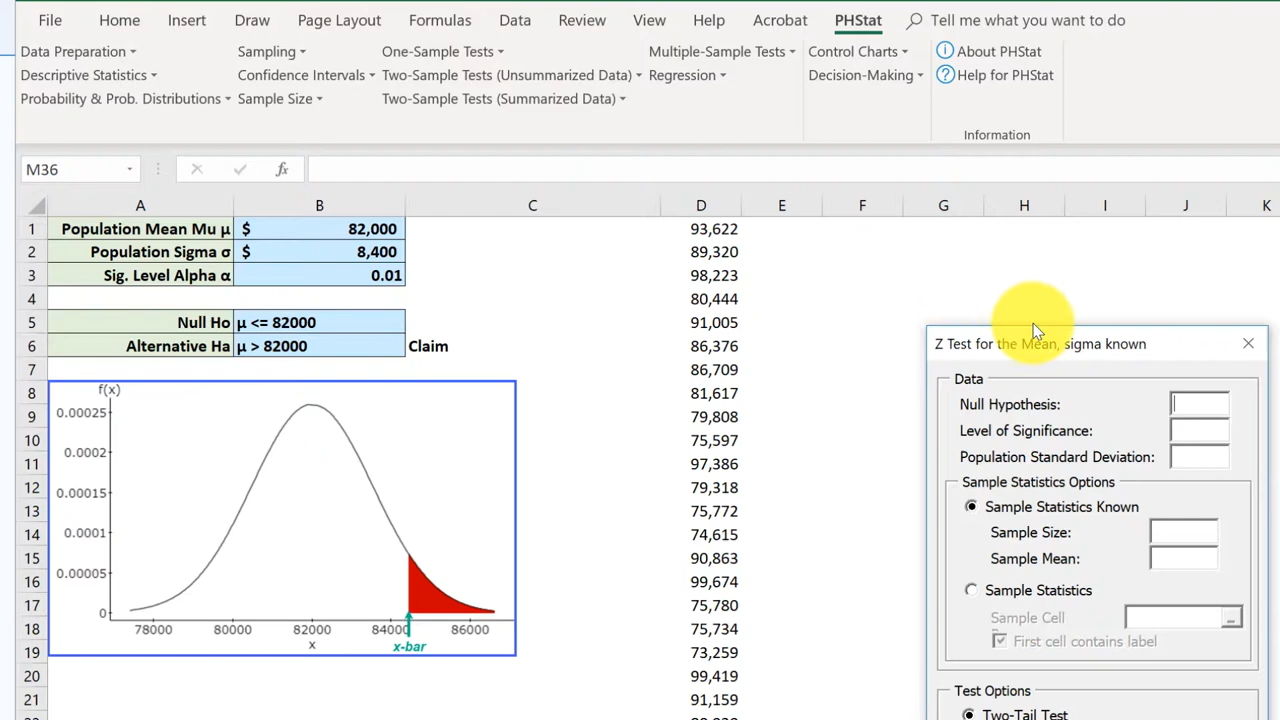 File Home Insert Draw Page Layout Formulas Data Review View Help Acrobat PHStat Tell me what you want to do
Data Preparation Sampling One-Sample Tests Multiple-Sample Tests Control Charts About PHStat
Descriptive Statistics Confidence Intervals Two-Sample Tests (Unsummarized Data) Regression Decision-Making Help for PHStat
Probability & Prob. Distributions Sample Size Two-Sample Tests (Summarized Data)
Information
M36 fx
A B C D E F G H I J K
1 Population Mean Mu µ $ 82,000 93,622
2 Population Sigma σ $ 8,400 89,320
3 Sig. Level Alpha α 0.01 98,223
4 80,444
5 Null Ho µ <= 82000 91,005
6 Alternative Ha µ > 82000 Claim 86,376
7 86,709
8 81,617
9 79,808
10 75,597
11 97,386
12 79,318
13 75,772
14 74,615
15 90,863
16 99,674
17 75,780
18 75,734
19 73,259
20 99,419
21 91,159
f(x)
0.00025
0.0002
0.00015
0.0001
0.00005
0
78000 80000 82000 84000 86000
x
x-bar
Z Test for the Mean, sigma known
Data
Null Hypothesis:
Level of Significance:
Population Standard Deviation:
Sample Statistics Options
Sample Statistics Known
Sample Size:
Sample Mean:
Sample Statistics
Sample Cell
...
First cell contains label
Test Options
Two-Tail Test